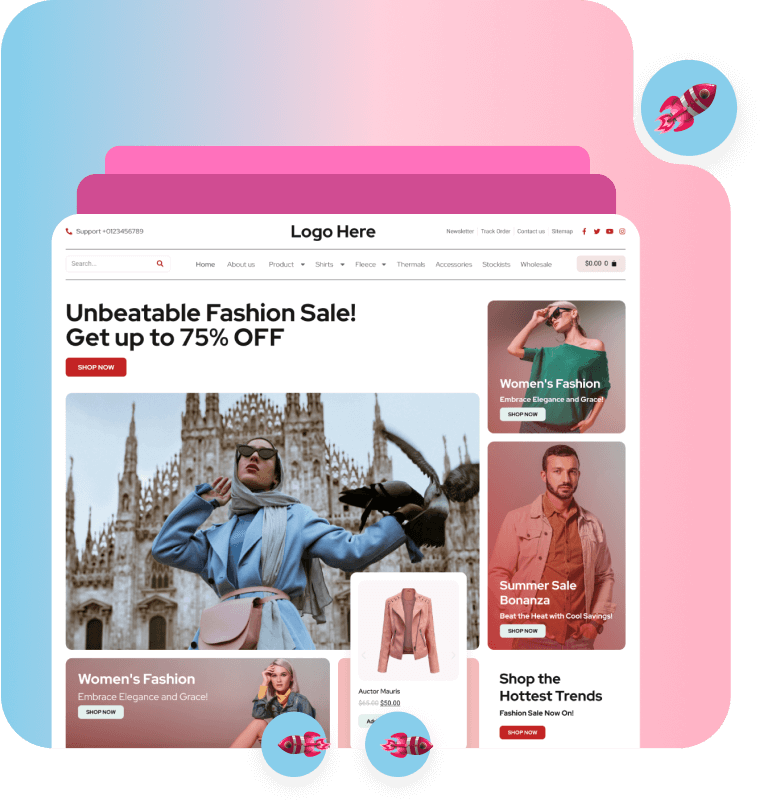 Support +0123456789
Logo Here
Newsletter
Track Order
Contact us
Sitemap
Search...
Home
About us
Product
Shirts
Fleece
Thermals
Accessories
Stockists
Wholesale
$0.00 0
Unbeatable Fashion Sale!
Get up to 75% OFF
SHOP NOW
Women's Fashion
Embrace Elegance and Grace!
SHOP NOW
Summer Sale
Bonanza
Beat the Heat with Cool Savings!
SHOP NOW
Women's Fashion
Embrace Elegance and Grace!
SHOP NOW
Auctor Mauris
$65.00 $50.00
Shop the
Hottest Trends
Fashion Sale Now On!
SHOP NOW